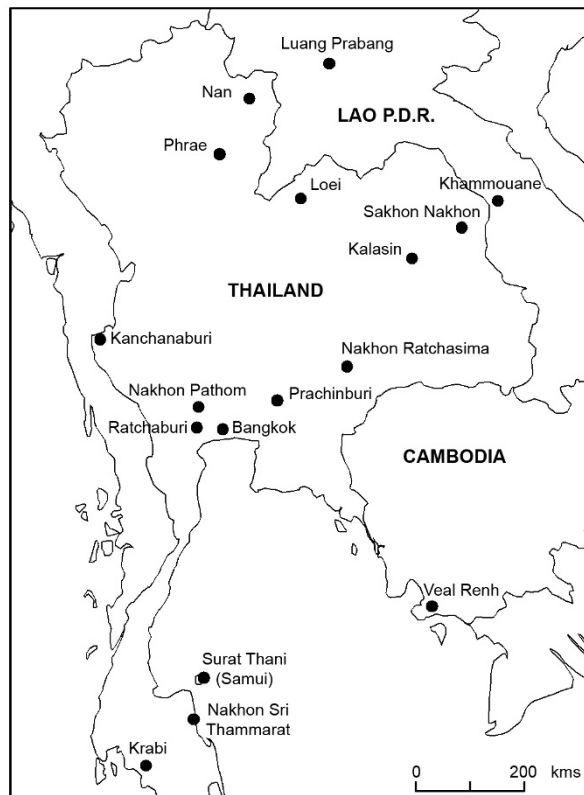 Luang Prabang
Nan
LAO P.D.R.
Phrae
Khammouane
Loei
Sakhon Nakhon
Kalasin
THAILAND
Kanchanaburi
Nakhon Ratchasima
Nakhon Pathom
Prachinburi
Ratchaburi
Bangkok
CAMBODIA
Veal Renh
Surat Thani
(Samui)
Nakhon Sri
Thammarat
Krabi
0 200 kms